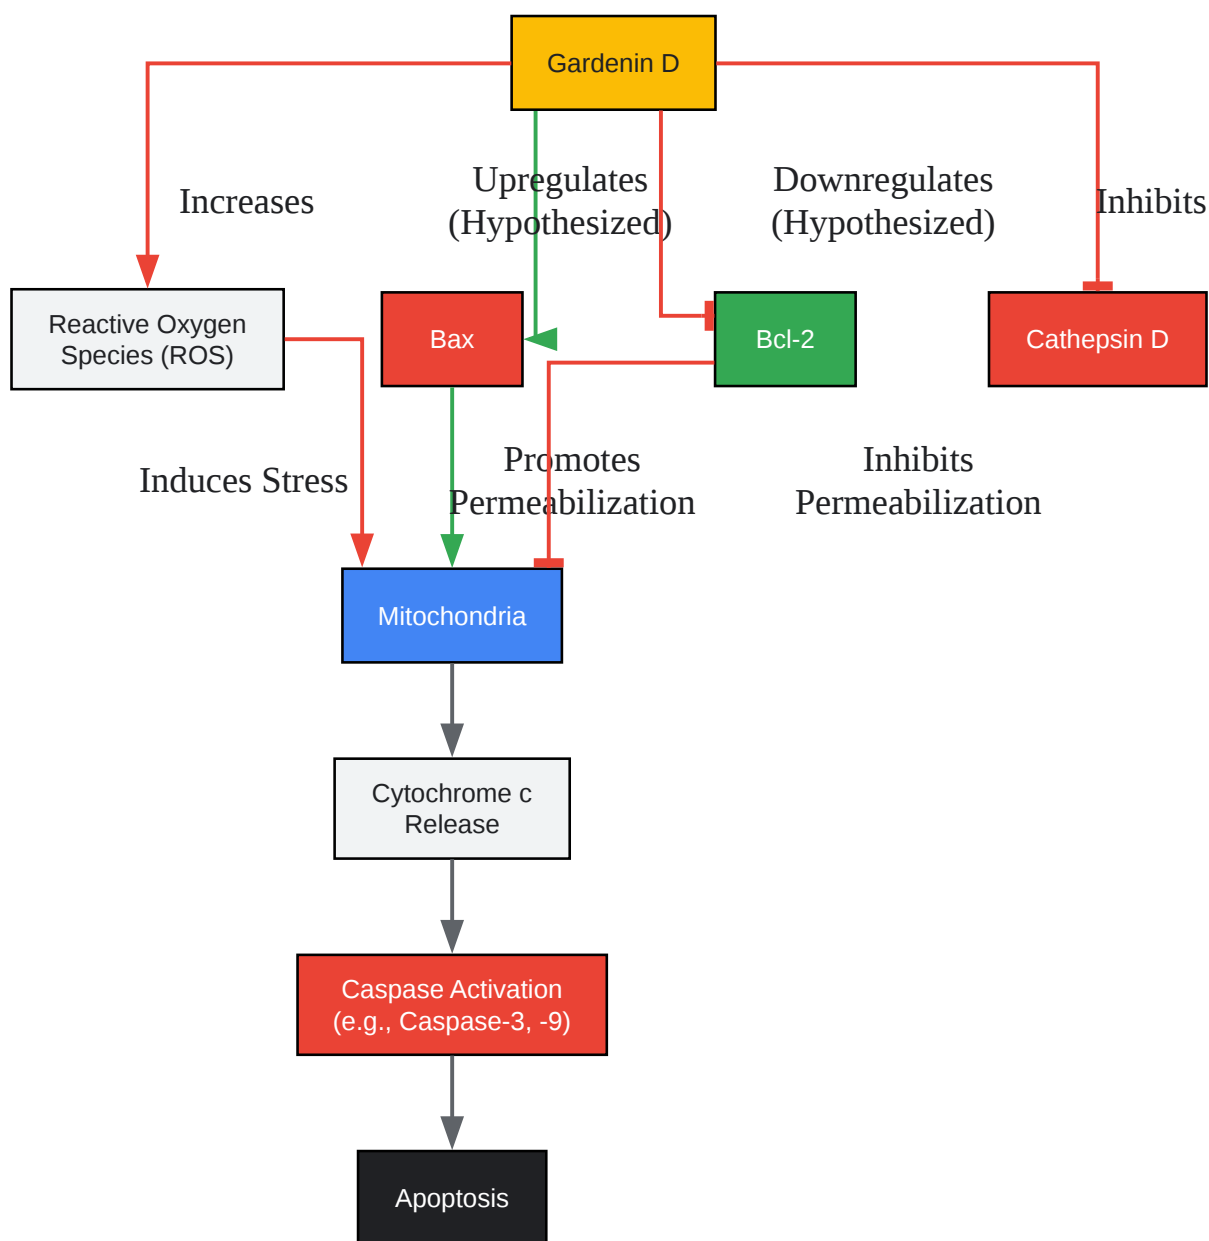 Gardenin D
Increases
Upregulates
(Hypothesized)
Downregulates
(Hypothesized)
Inhibits
Reactive Oxygen
Species (ROS)
Bax
Bcl-2
Cathepsin D
Induces Stress
Promotes
Permeabilization
Inhibits
Permeabilization
Mitochondria
Cytochrome c
Release
Caspase Activation
(e.g., Caspase-3, -9)
Apoptosis